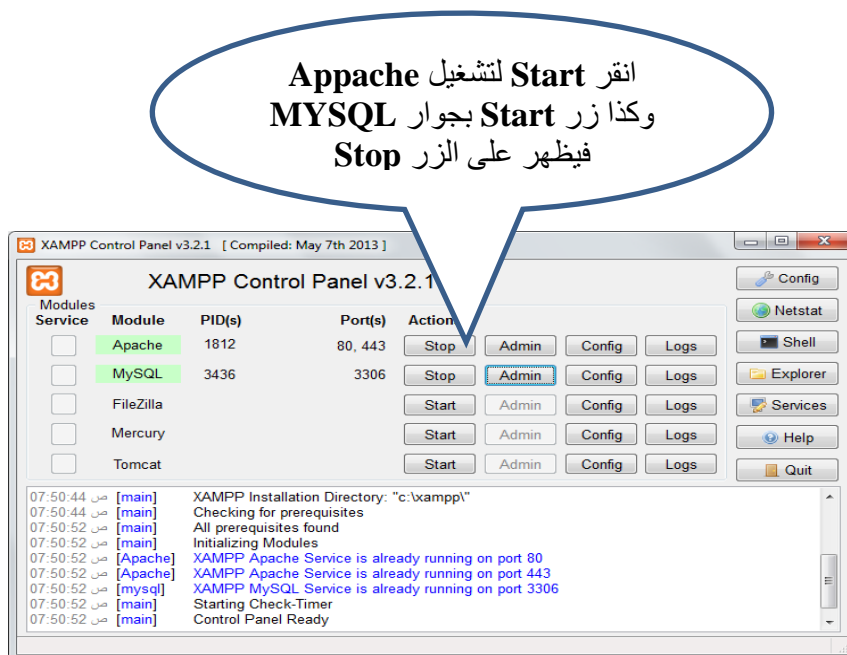 انقر Start لتشغيل Appache
وكذا زر Start بجوار MYSQL
فيظهر على الزر Stop
XAMPP Control Panel v3.2.1 [ Compiled: May 7th 2013 ]
XAMPP Control Panel v3.2.1
Config
Modules
Service Module PID(s) Port(s) Action
Netstat
Apache 1812 80, 443 Stop Admin Config Logs
Shell
MySQL 3436 3306 Stop Admin Config Logs
Explorer
FileZilla Start Admin Config Logs
Services
Mercury Start Admin Config Logs
Help
Tomcat Start Admin Config Logs
Quit
07:50:44 ص [main] XAMPP Installation Directory: "c:\xampp\"
07:50:44 ص [main] Checking for prerequisites
07:50:52 ص [main] All prerequisites found
07:50:52 ص [main] Initializing Modules
07:50:52 ص [Apache] XAMPP Apache Service is already running on port 80
07:50:52 ص [Apache] XAMPP Apache Service is already running on port 443
07:50:52 ص [mysql] XAMPP MySQL Service is already running on port 3306
07:50:52 ص [main] Starting Check-Timer
07:50:52 ص [main] Control Panel Ready